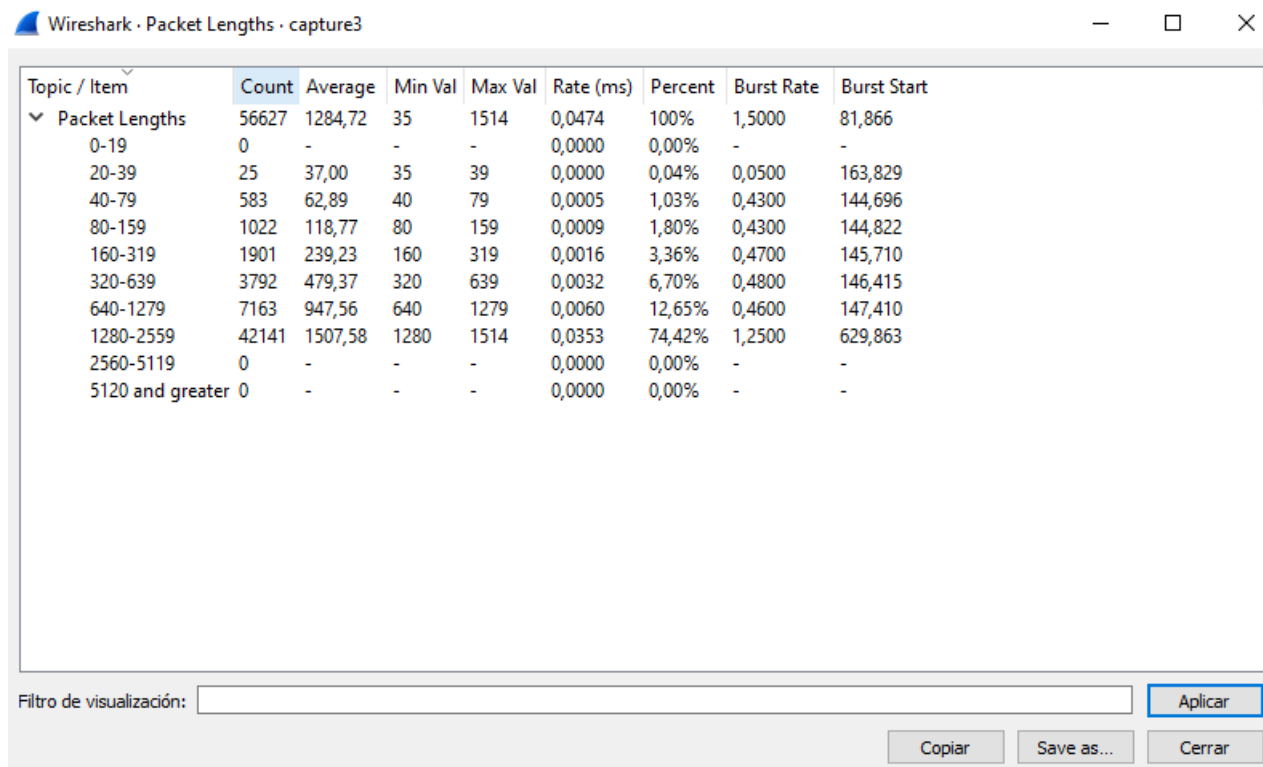 Wireshark · Packet Lengths · capture3
Topic / Item Count Average Min Val Max Val Rate (ms) Percent Burst Rate Burst Start
Packet Lengths 56627 1284,72 35 1514 0,0474 100% 1,5000 81,866
0-19 0 - - - 0,0000 0,00% - -
20-39 25 37,00 35 39 0,0000 0,04% 0,0500 163,829
40-79 583 62,89 40 79 0,0005 1,03% 0,4300 144,696
80-159 1022 118,77 80 159 0,0009 1,80% 0,4300 144,822
160-319 1901 239,23 160 319 0,0016 3,36% 0,4700 145,710
320-639 3792 479,37 320 639 0,0032 6,70% 0,4800 146,415
640-1279 7163 947,56 640 1279 0,0060 12,65% 0,4600 147,410
1280-2559 42141 1507,58 1280 1514 0,0353 74,42% 1,2500 629,863
2560-5119 0 - - - 0,0000 0,00% - -
5120 and greater 0 - - - 0,0000 0,00% - -
Filtro de visualización: Aplicar
Copiar Save as... Cerrar